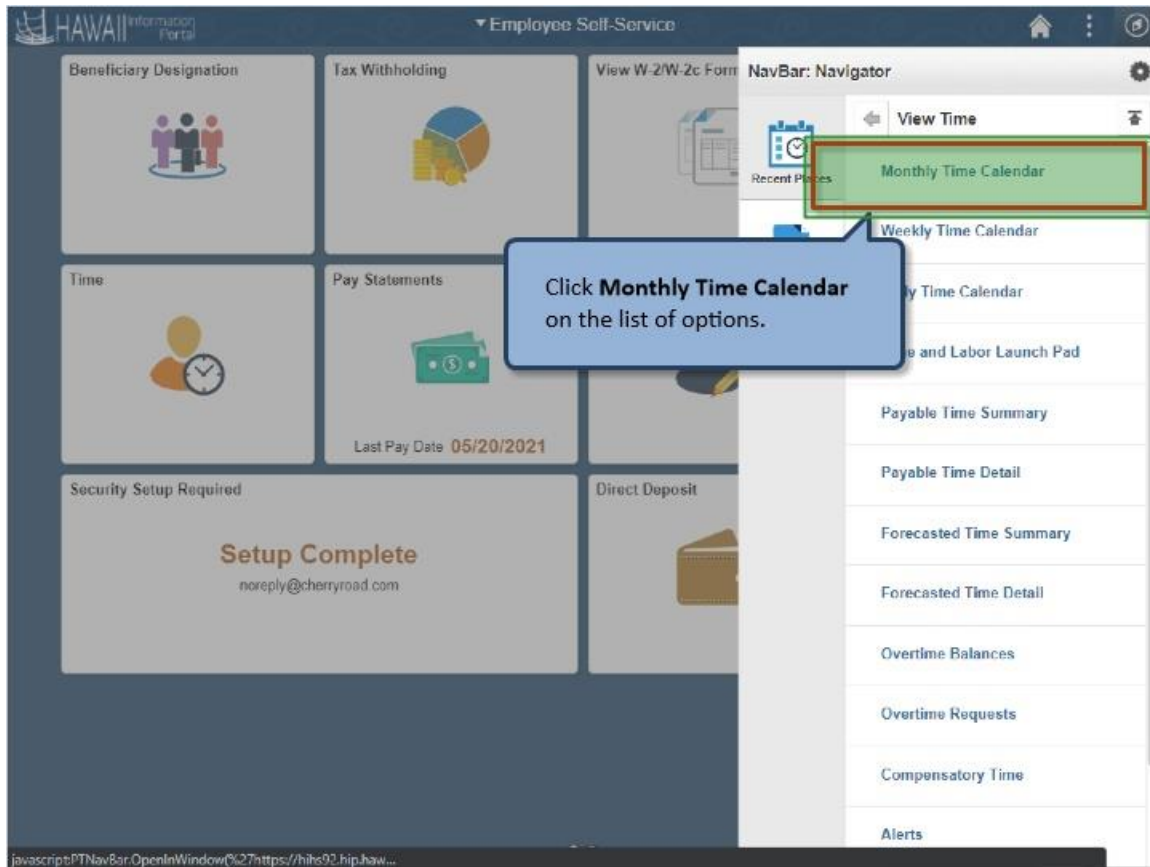 HAWAII Information
Portal
Employee Self-Service
Beneficiary Designation
Tax Withholding
View W-2/W-2c Form
Time
Pay Statements
Last Pay Date 05/20/2021
Security Setup Required
Setup Complete
noreply@cherryroad.com
Direct Deposit
NavBar: Navigator
Recent Places
View Time
Monthly Time Calendar
Weekly Time Calendar
Time Calendar
and Labor Launch Pad
Payable Time Summary
Payable Time Detail
Forecasted Time Summary
Forecasted Time Detail
Overtime Balances
Overtime Requests
Compensatory Time
Alerts
Click Monthly Time Calendar
on the list of options.
javascript:PTNavBar.OpenInWindow(%27https://hihs92.hip.haw...